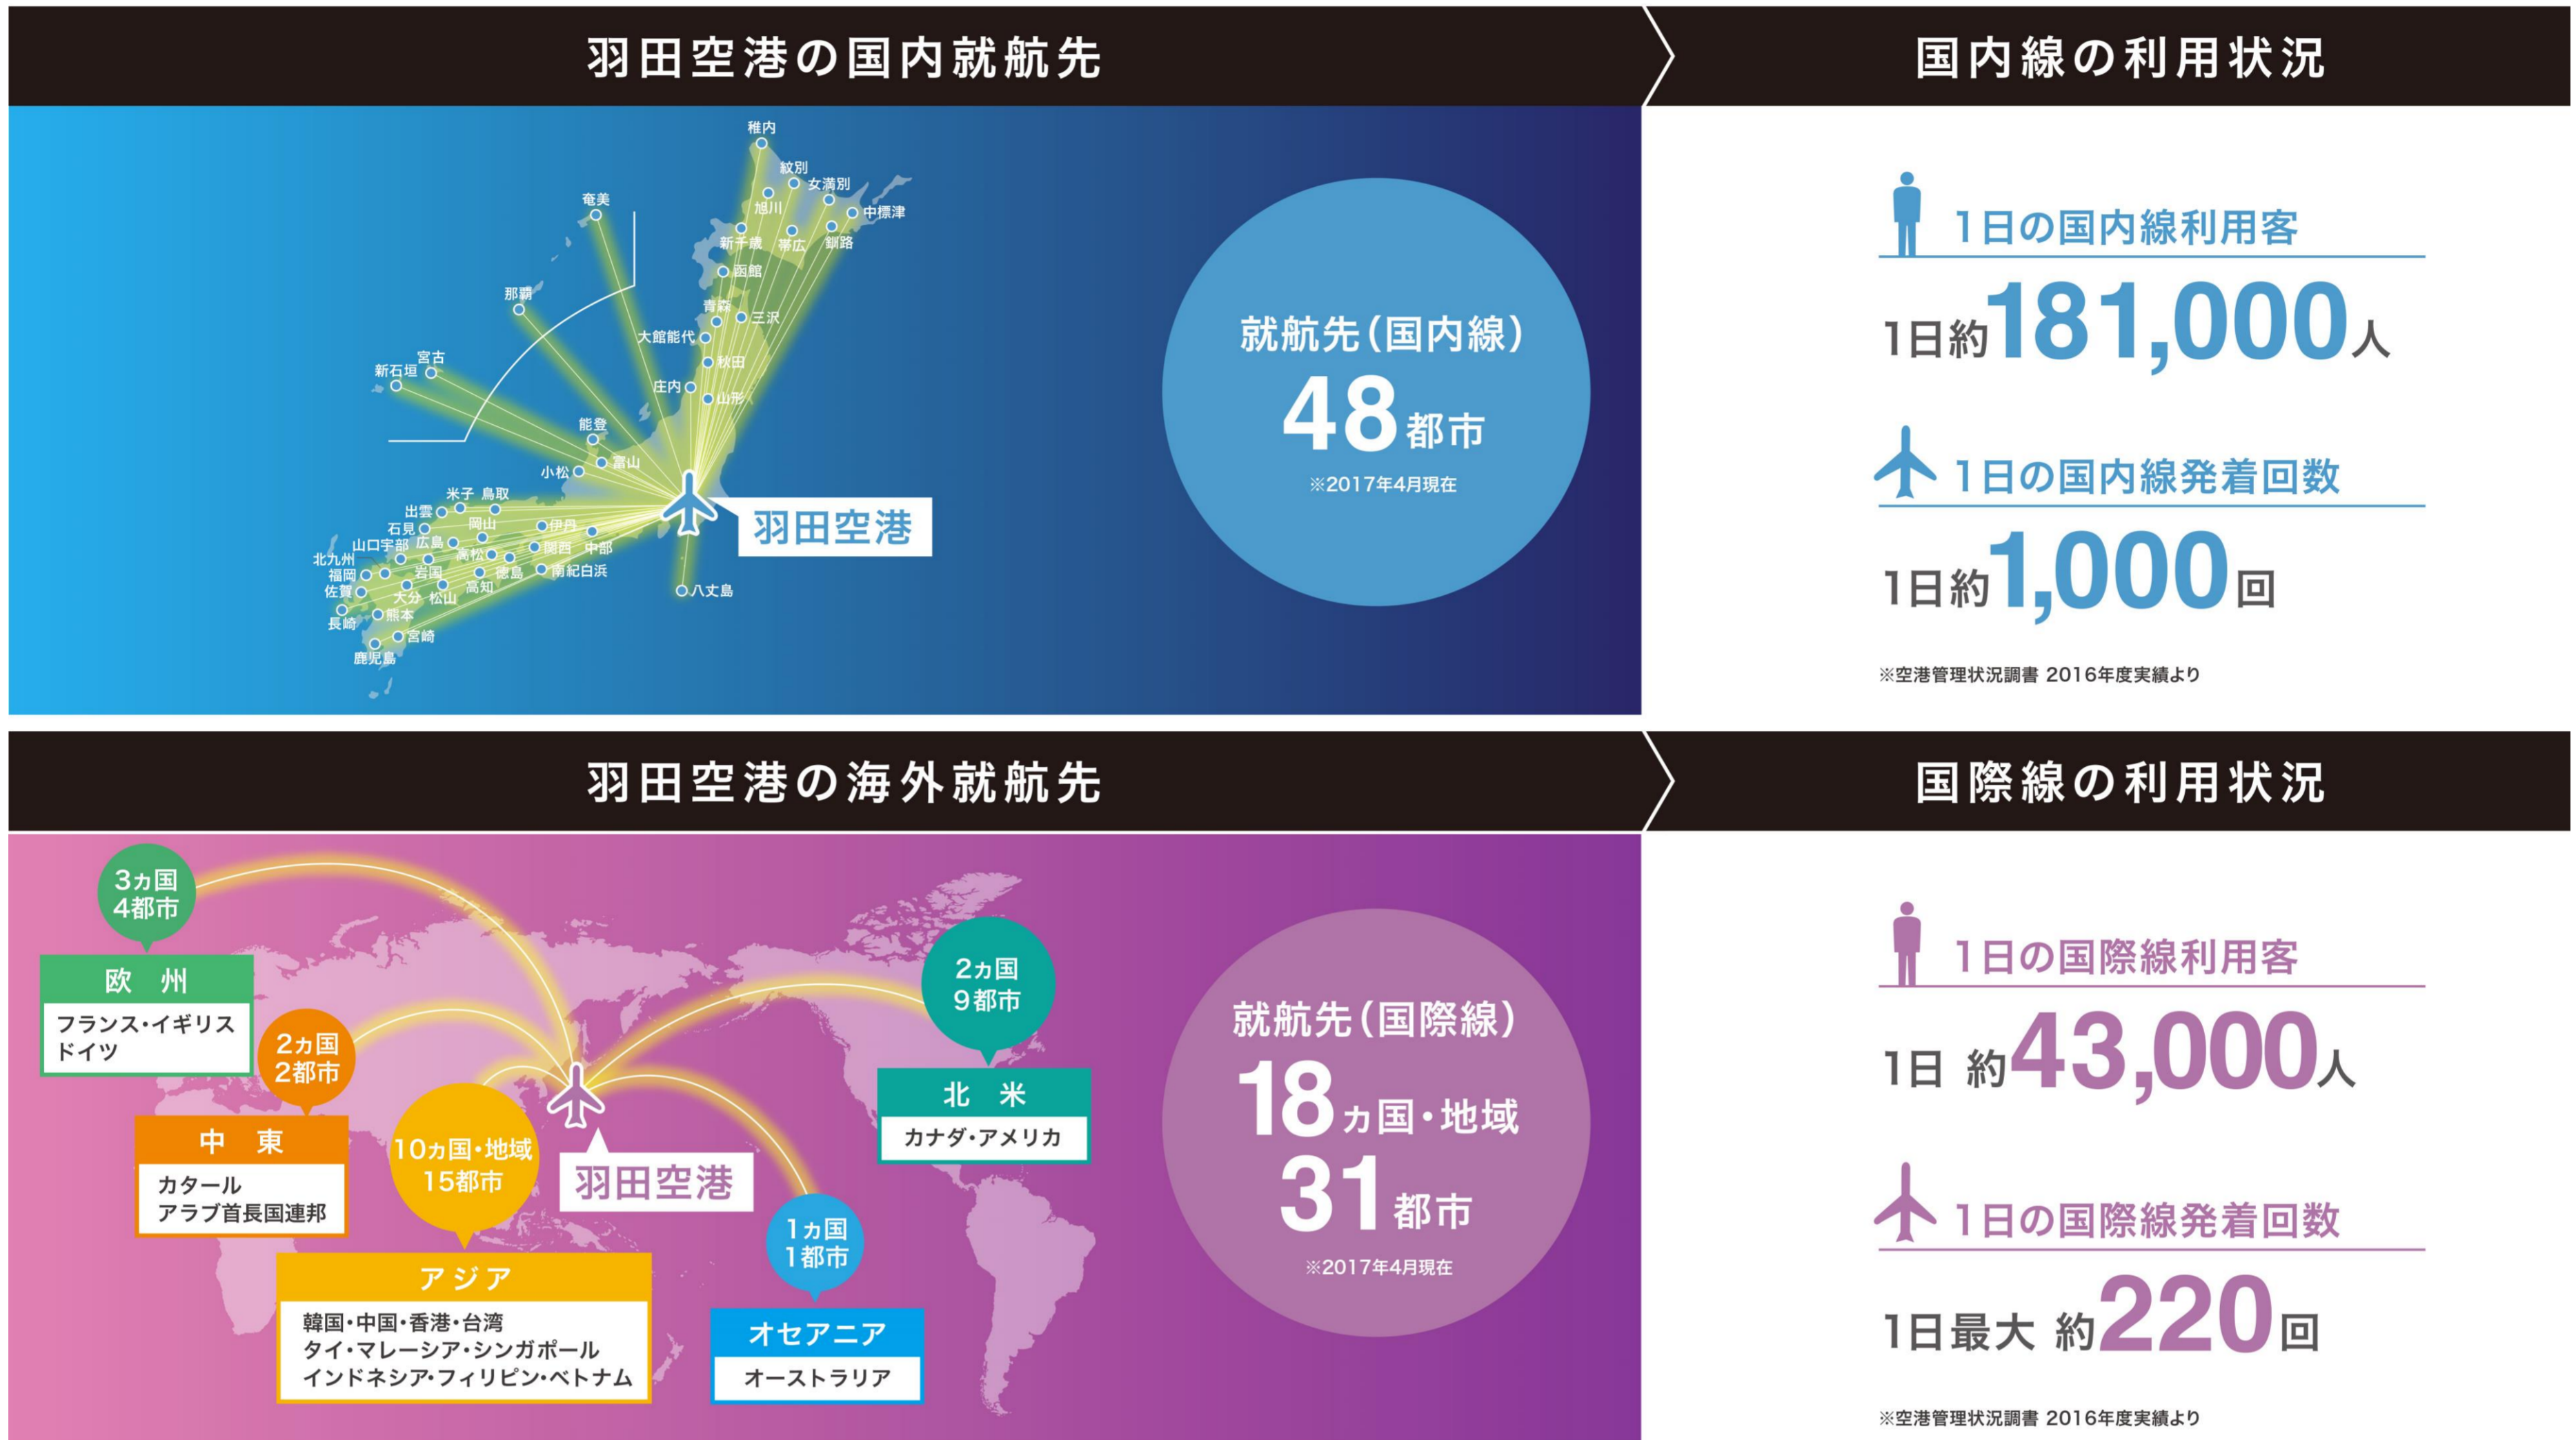 羽田空港の国内就航先
国内線の利用状況
稚内
紋別
女満別
旭川
中標津
新千歳
帯広
釧路
函館
奄美
那覇
宮古
新石垣
青森
三沢
大館能代
秋田
庄内
山形
能登
富山
小松
米子 鳥取
出雲
岡山
伊丹
石見
山口宇部 広島
高松
関西 中部
北九州
福岡
岩国
徳島
南紀白浜
佐賀
大分 松山
高知
長崎
熊本
宮崎
鹿児島
八丈島
羽田空港
就航先(国内線)
48都市
※2017年4月現在
1日の国内線利用客
1日約181,000人
1日の国内線発着回数
1日約1,000回
※空港管理状況調書 2016年度実績より
羽田空港の海外就航先
国際線の利用状況
3ヵ国
4都市
欧 州
フランス・イギリス
ドイツ
2ヵ国
2都市
中 東
カタール
アラブ首長国連邦
10ヵ国・地域
15都市
アジア
韓国・中国・香港・台湾
タイ・マレーシア・シンガポール
インドネシア・フィリピン・ベトナム
羽田空港
1ヵ国
1都市
オセアニア
オーストラリア
2ヵ国
9都市
北 米
カナダ・アメリカ
就航先(国際線)
18ヵ国・地域
31都市
※2017年4月現在
1日の国際線利用客
1日 約43,000人
1日の国際線発着回数
1日最大 約220回
※空港管理状況調書 2016年度実績より